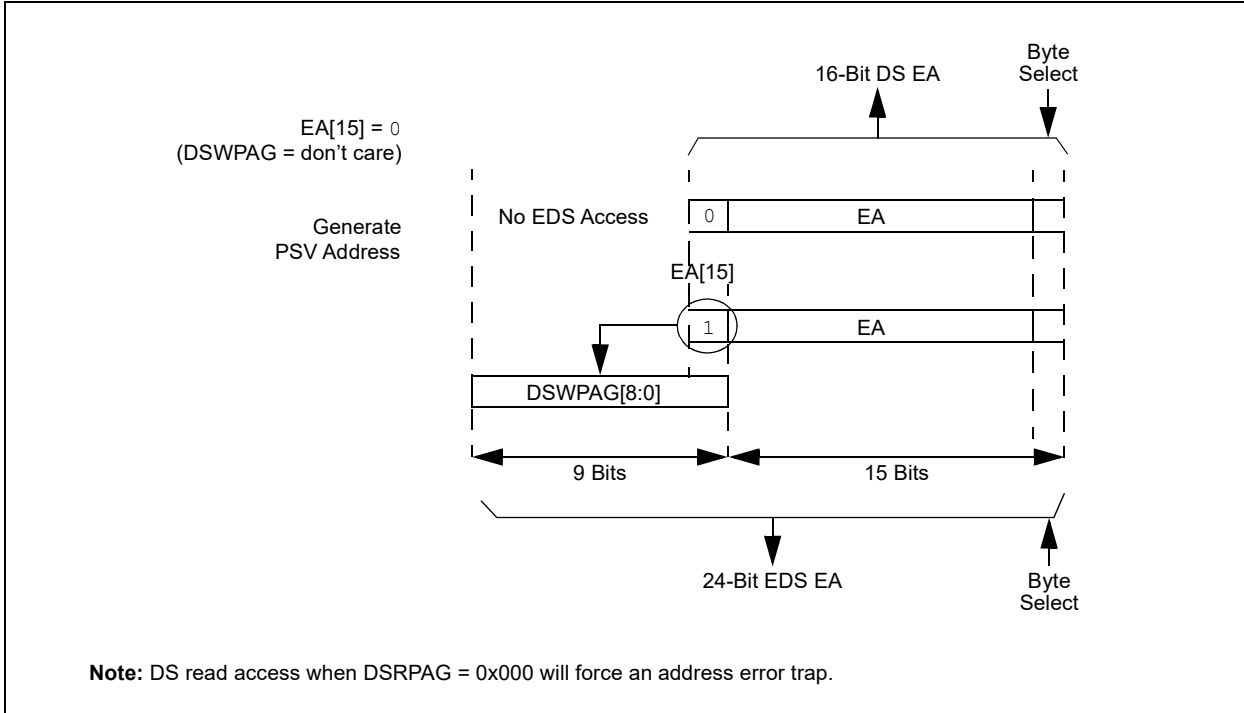 Byte
Select
16-Bit DS EA
EA[15] = 0
(DSWPAG = don't care)
Generate
PSV Address
No EDS Access
0
EA
EA[15]
1
EA
DSWPAG[8:0]
9 Bits
15 Bits
24-Bit EDS EA
Byte
Select
Note: DS read access when DSRPAG = 0x000 will force an address error trap.